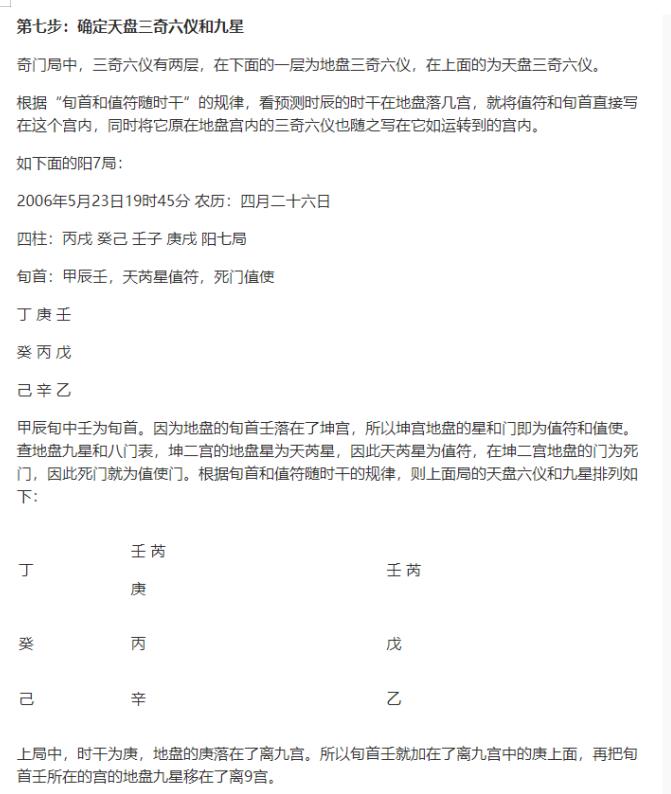 第七步：确定天盘三奇六仪和九星
奇门局中，三奇六仪有两层，在下面的一层为地盘三奇六仪，在上面的为天盘三奇六仪。
根据“旬首和值符随时干”的规律，看预测时辰的时干在地盘落几宫，就将值符和旬首直接写
在这个宫内，同时将它原在地盘宫内的三奇六仪也随之写在它如运转到的宫内。
如下面的阳7局：
2006年5月23日19时45分 农历：四月二十六日
四柱：丙戌 癸己 壬子 庚戌 阳七局
旬首：甲辰壬，天芮星值符，死门值使
丁 庚 壬
癸 丙 戊
己 辛 乙
甲辰旬中壬为旬首。因为地盘的旬首壬落在了坤宫，所以坤宫地盘的星和门即为值符和值使。
查地盘九星和八门表，坤二宫的地盘星为天芮星，因此天芮星为值符，在坤二宫地盘的门为死
门，因此死门就为值使门。根据旬首和值符随时干的规律，则上面局的天盘六仪和九星排列如
下：
壬 芮
丁 壬 芮
庚
癸 丙 戊
己 辛 乙
上局中，时干为庚，地盘的庚落在了离九宫。所以旬首壬就加在了离九宫中的庚上面，再把旬
首壬所在的宫的地盘九星移在了离9宫。